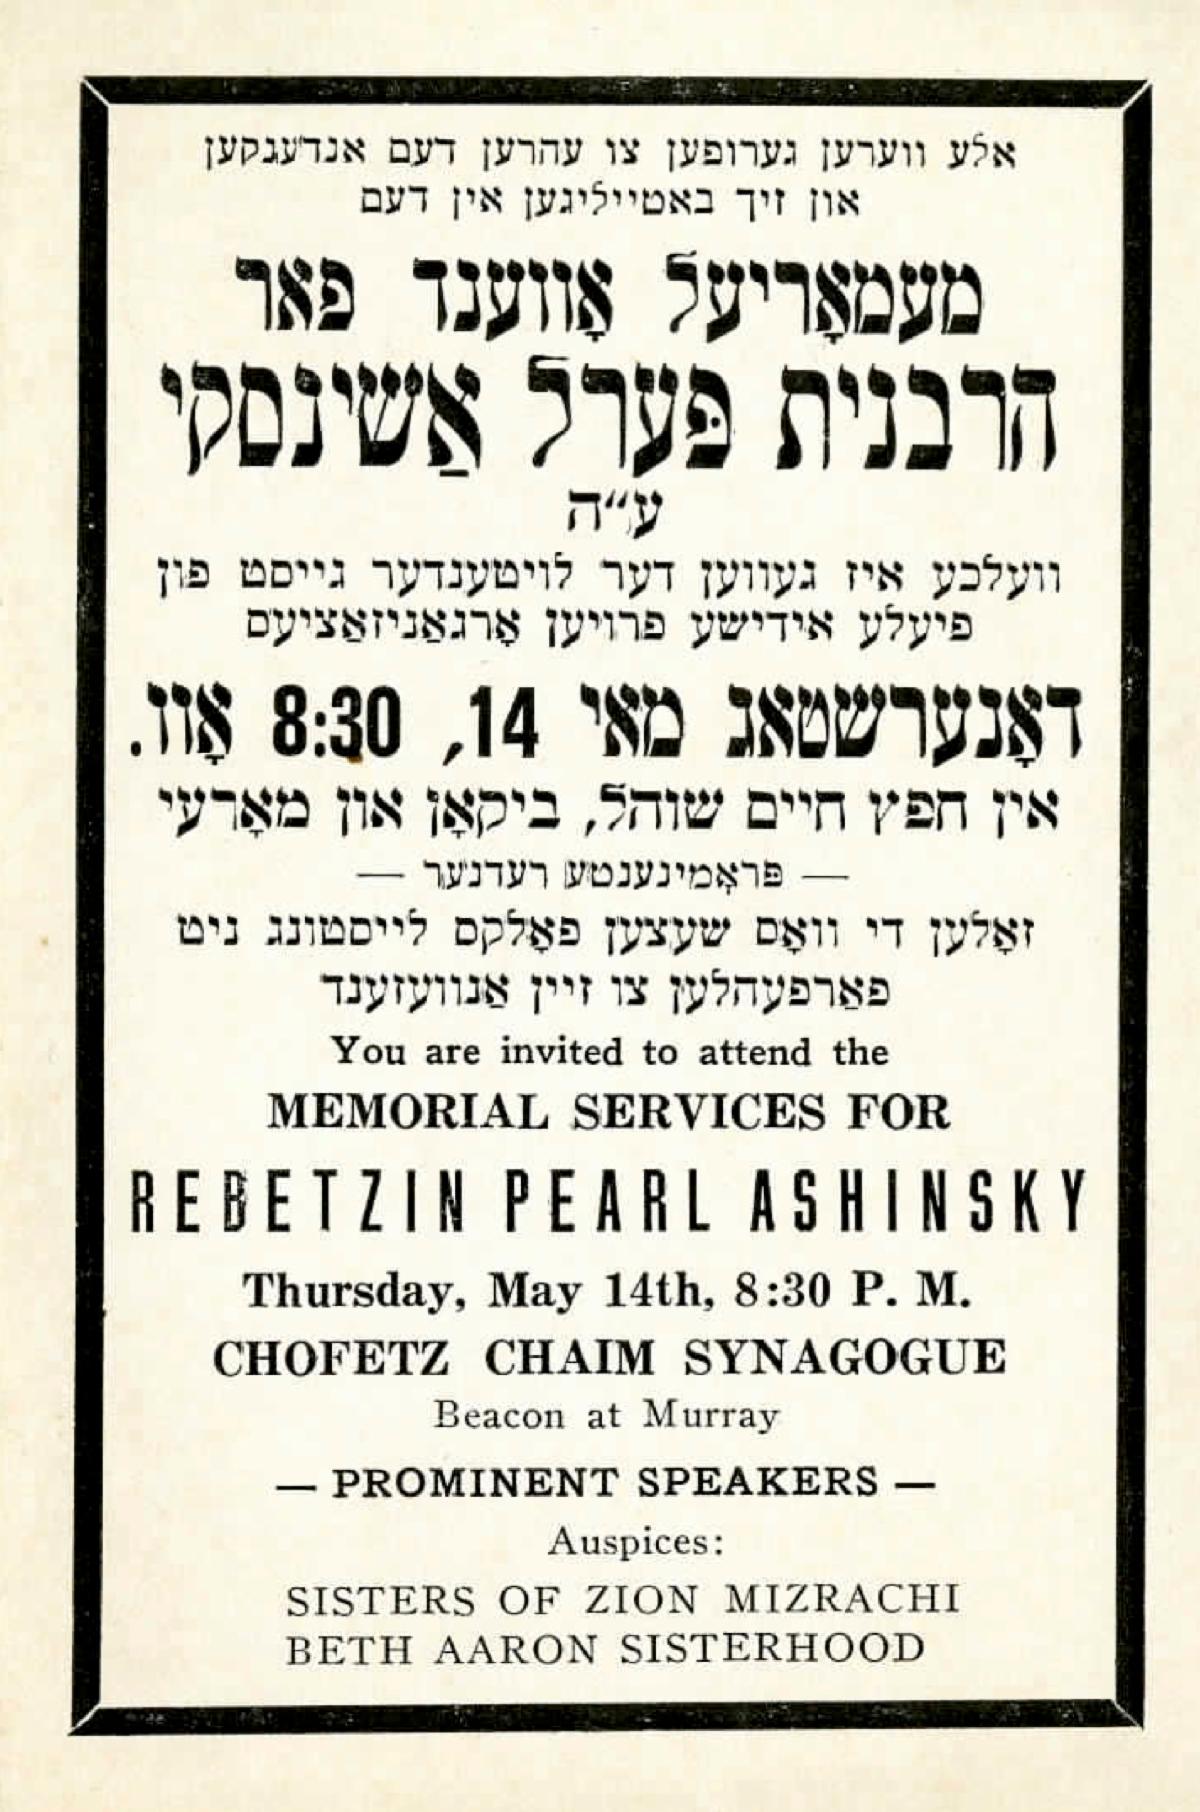 אלע ווערען גערופען צו עהרען דעם אנדענקען
און זיך באטייליגען אין דעם
מעמאָריעל אָווענד פאר
הרבנית פּערל אַשינסקי
ע״ה
וועלכע איז געווען דער לויטענדער גייסט פון
פיעלע אידישע פרויען אָרגאַניזאַציעס
דאָנערשטאג מאי 14, 8:30 אָוו.
אין חפץ חיים שוהל, ביקאָן און מאָרעי
— פּראָמינענטע רעדנער —
זאָלען די וואָס שעצען פאָלקס לייסטונג ניט
פאַרפעהלען צו זיין אַנוועזענד
You are invited to attend the
MEMORIAL SERVICES FOR
REBETZIN PEARL ASHINSKY
Thursday, May 14th, 8:30 P. M.
CHOFETZ CHAIM SYNAGOGUE
Beacon at Murray
— PROMINENT SPEAKERS —
Auspices:
SISTERS OF ZION MIZRACHI
BETH AARON SISTERHOOD